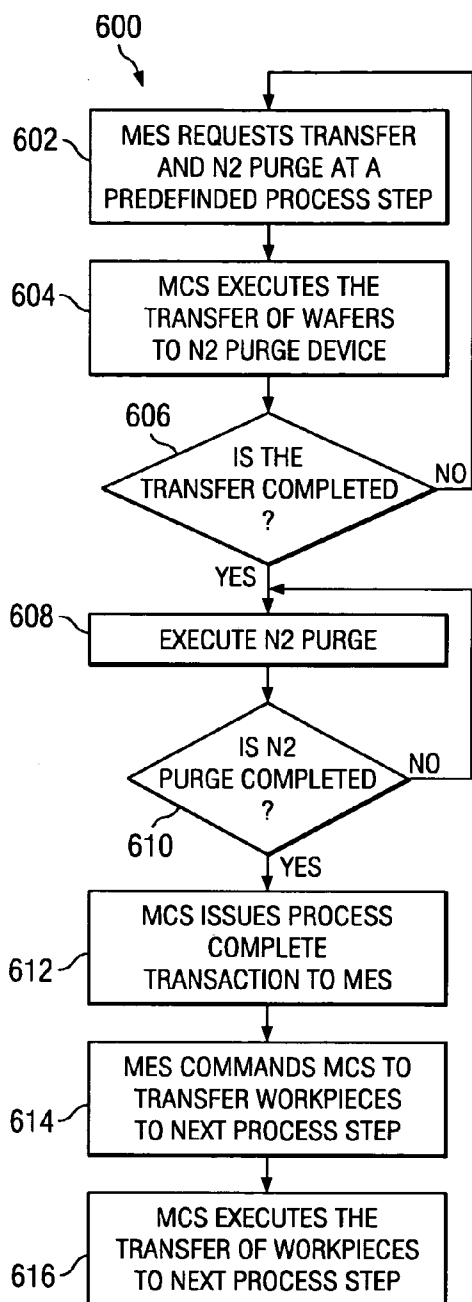 600
602
MES REQUESTS TRANSFER
AND N2 PURGE AT A
PREDEFINDED PROCESS STEP
604
MCS EXECUTES THE
TRANSFER OF WAFERS
TO N2 PURGE DEVICE
606
IS THE
TRANSFER COMPLETED
?
NO
YES
608
EXECUTE N2 PURGE
IS N2
PURGE COMPLETED
?
NO
610
YES
612
MCS ISSUES PROCESS
COMPLETE
TRANSACTION TO MES
614
MES COMMANDS MCS TO
TRANSFER WORKPIECES
TO NEXT PROCESS STEP
616
MCS EXECUTES THE
TRANSFER OF WORKPIECES
TO NEXT PROCESS STEP